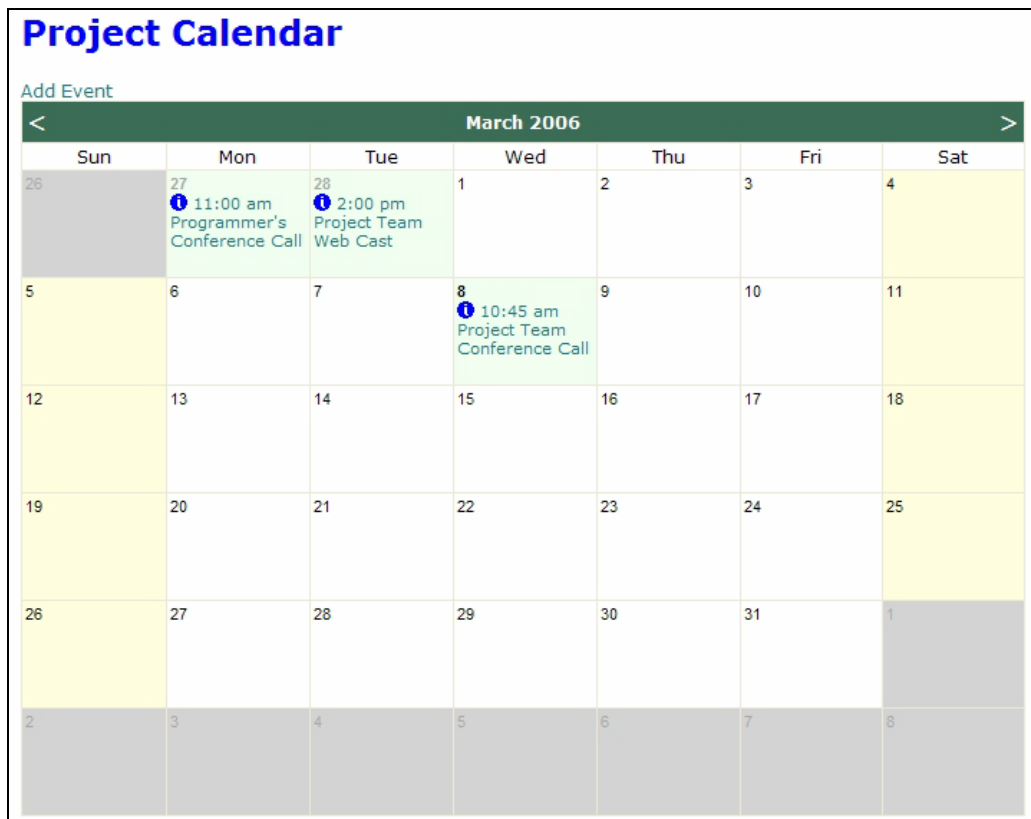 Project Calendar
Add Event
< March 2006 >
Sun Mon Tue Wed Thu Fri Sat
26 27 28 1 2 3 4
11:00 am 2:00 pm
Programmer's Project Team
Conference Call Web Cast
5 6 7 8 9 10 11
10:45 am
Project Team
Conference Call
12 13 14 15 16 17 18
19 20 21 22 23 24 25
26 27 28 29 30 31 1
2 3 4 5 6 7 8